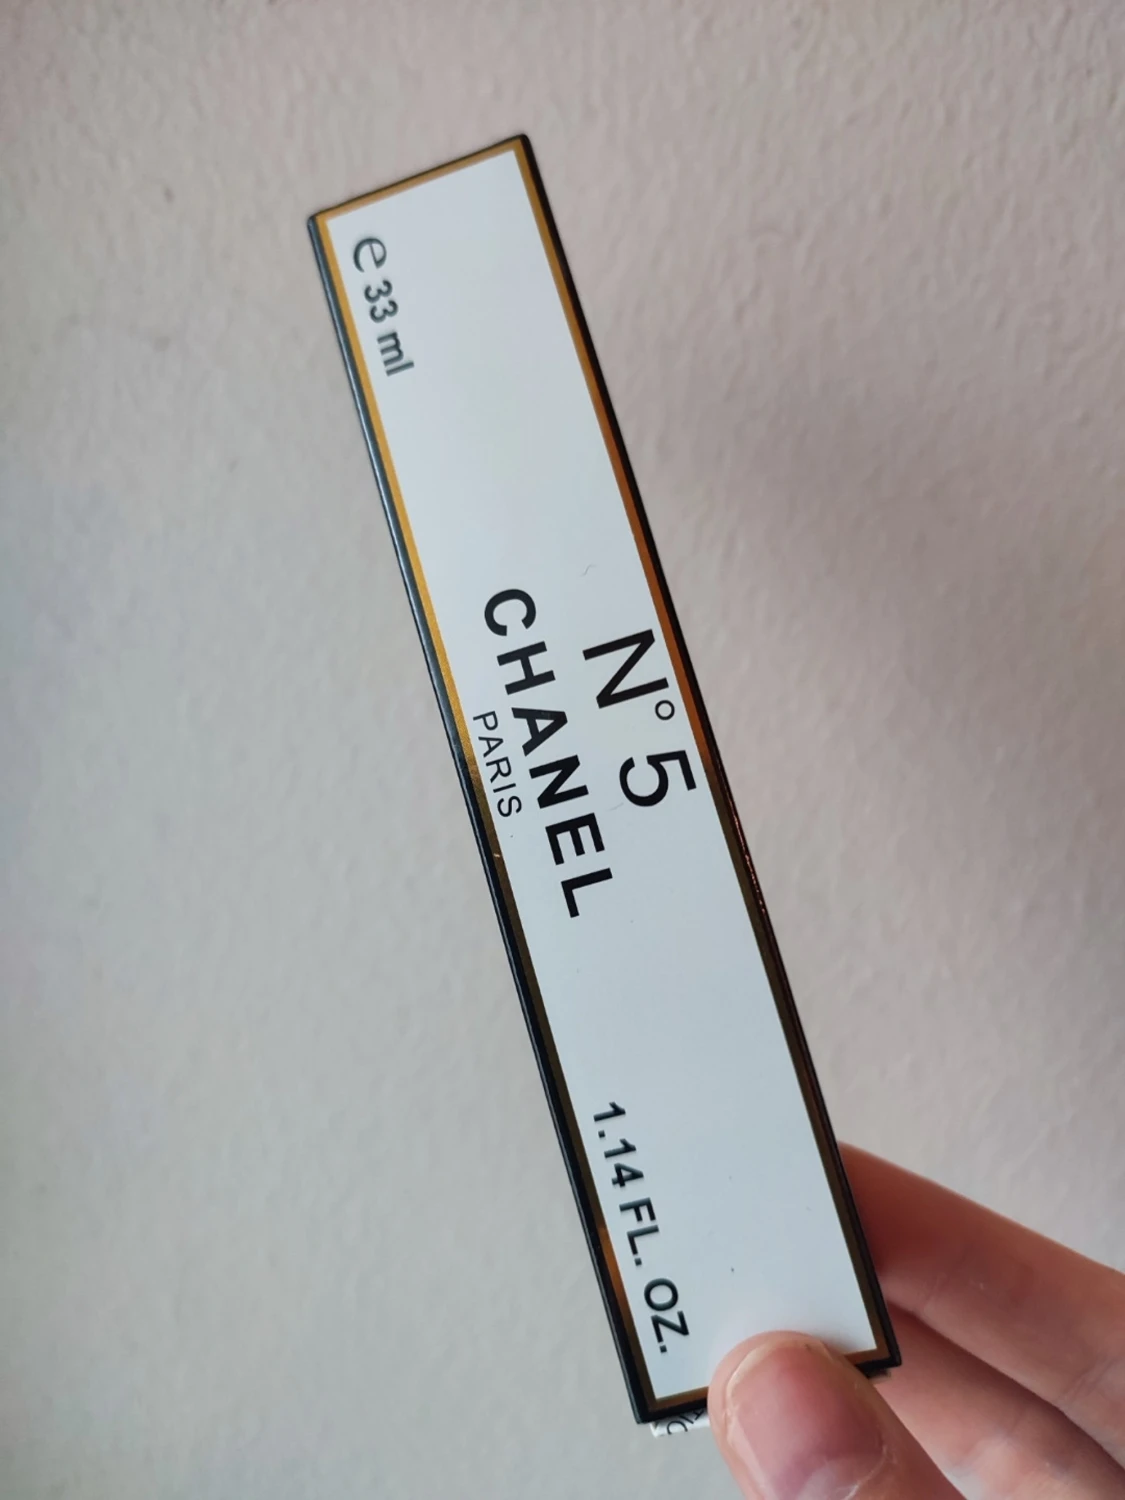 N° 5
CHANEL
PARIS
℮ 33 ml
1.14 FL. OZ.